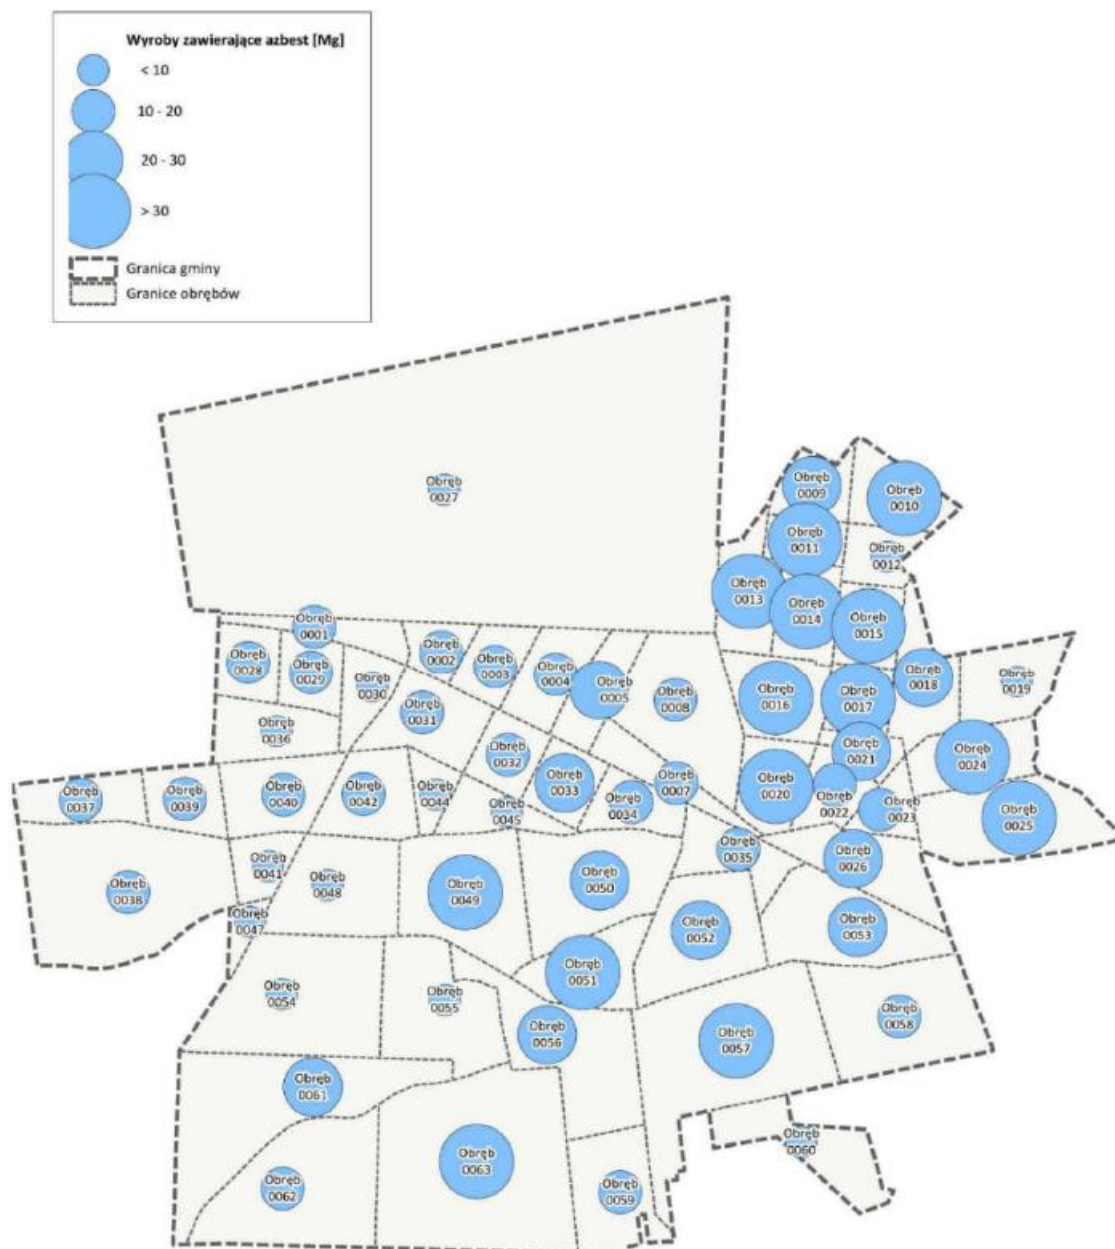 Wyroby zawierające azbest [Mg]
< 10
10 - 20
20 - 30
> 30
Granica gminy
Granice obrębów
Obręb
0027
Obręb
0009
Obręb
0010
Obręb
0011
Obręb
0012
Obręb
0013
Obręb
0014
Obręb
0015
Obręb
0001
Obręb
0002
Obręb
0003
Obręb
0004
Obręb
0005
Obręb
0008
Obręb
0028
Obręb
0029
Obręb
0030
Obręb
0031
Obręb
0016
Obręb
0017
Obręb
0018
Obręb
0019
Obręb
0036
Obręb
0032
Obręb
0033
Obręb
0034
Obręb
0007
Obręb
0020
Obręb
0021
Obręb
0022
Obręb
0023
Obręb
0024
Obręb
0025
Obręb
0037
Obręb
0039
Obręb
0040
Obręb
0042
Obręb
0044
Obręb
0045
Obręb
0035
Obręb
0026
Obręb
0038
Obręb
0041
Obręb
0048
Obręb
0047
Obręb
0049
Obręb
0050
Obręb
0052
Obręb
0053
Obręb
0051
Obręb
0054
Obręb
0055
Obręb
0056
Obręb
0057
Obręb
0058
Obręb
0061
Obręb
0060
Obręb
0063
Obręb
0062
Obręb
0059